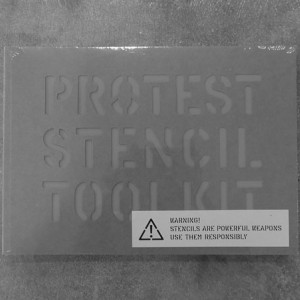 PROTEST
STENCIL
TOOLKIT
WARNING!
STENCILS ARE POWERFUL WEAPONS
USE THEM RESPONSIBLY